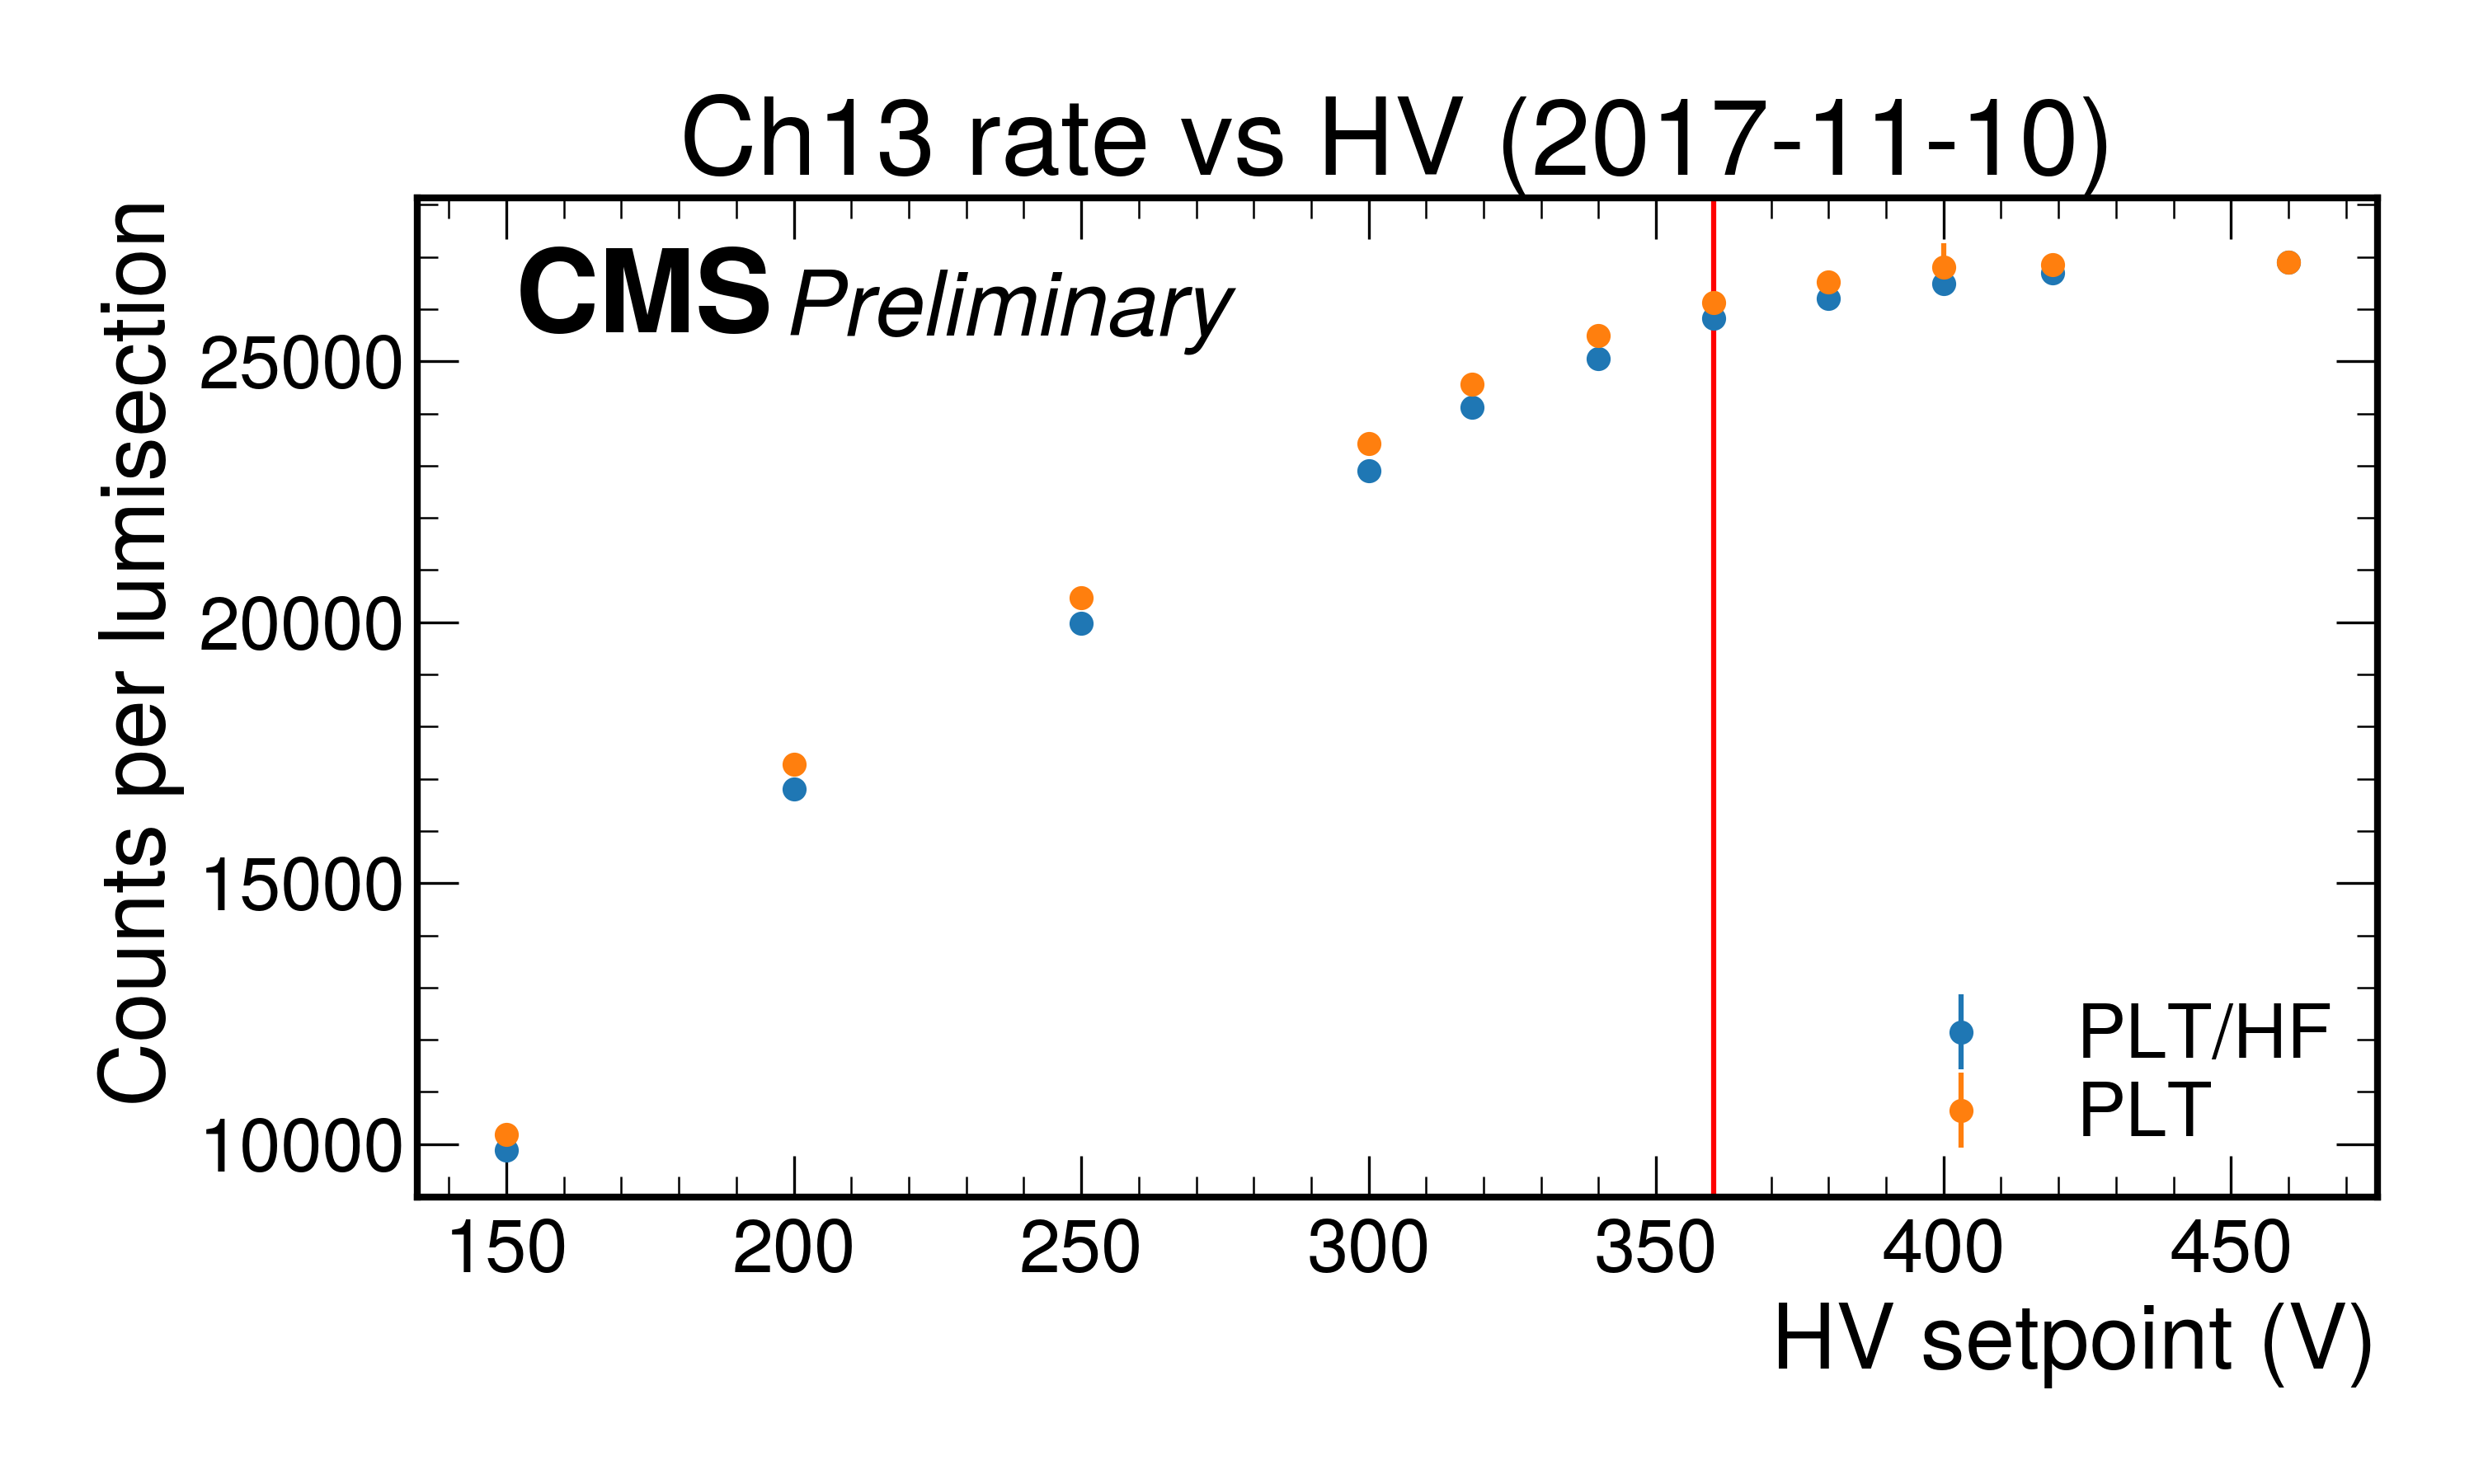 Ch13 rate vs HV (2017-11-10)
CMS Preliminary
Counts per lumisection
25000
20000
15000
10000
PLT/HF
PLT
150 200 250 300 350 400 450
HV setpoint (V)